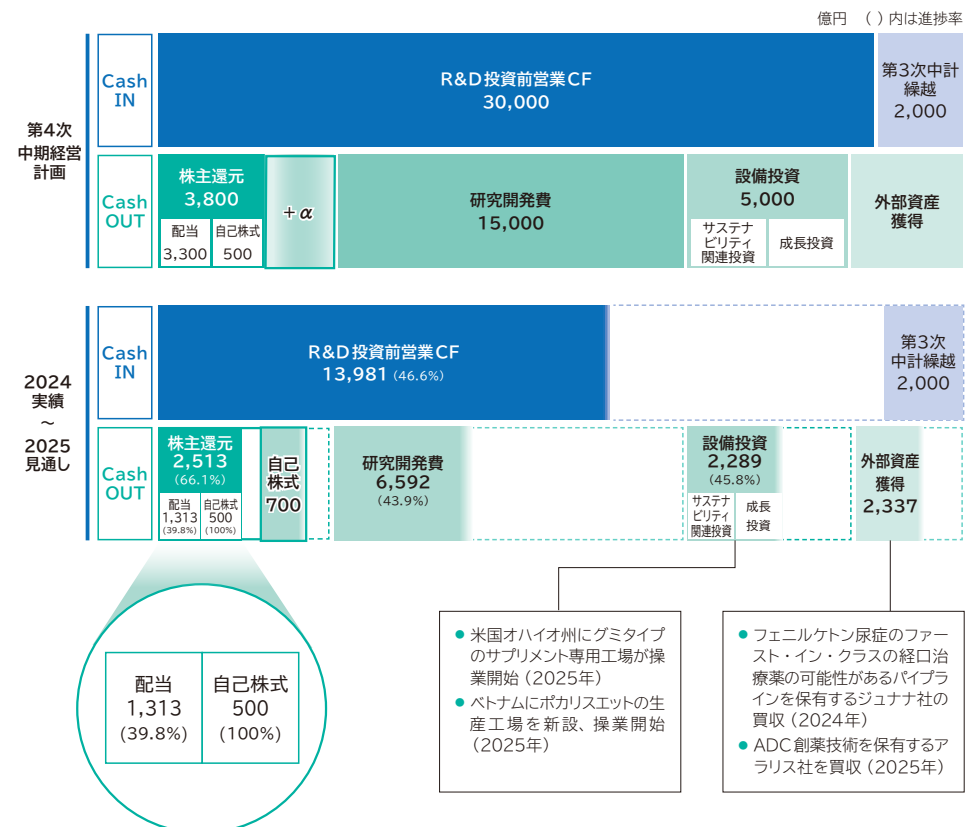 億円 （ ）内は進捗率
第4次
中期経営
計画
Cash
IN
R&D投資前営業CF
30,000
第3次中計
繰越
2,000
Cash
OUT
株主還元
3,800
配当
3,300
自己株式
500
＋α
研究開発費
15,000
設備投資
5,000
サステナ
ビリティ
関連投資
成長投資
外部資産
獲得
2024
実績
～
2025
見通し
Cash
IN
R&D投資前営業CF
13,981 (46.6%)
第3次
中計繰越
2,000
Cash
OUT
株主還元
2,513
(66.1%)
配当
1,313
(39.8%)
自己株式
500
(100%)
自己
株式
700
研究開発費
6,592
(43.9%)
設備投資
2,289
(45.8%)
サステナ
ビリティ
関連投資
成長
投資
外部資産
獲得
2,337
配当
1,313
(39.8%)
自己株式
500
(100%)
● 米国オハイオ州にグミタイプ
のサプリメント専用工場が操
業開始（2025年）
● ベトナムにポカリスエットの生
産工場を新設、操業開始
（2025年）
● フェニルケトン尿症のファー
スト・イン・クラスの経口治
療薬の可能性があるパイプラ
インを保有するジュナナ社の
買収（2024年）
● ADC創薬技術を保有するア
ラリス社を買収（2025年）